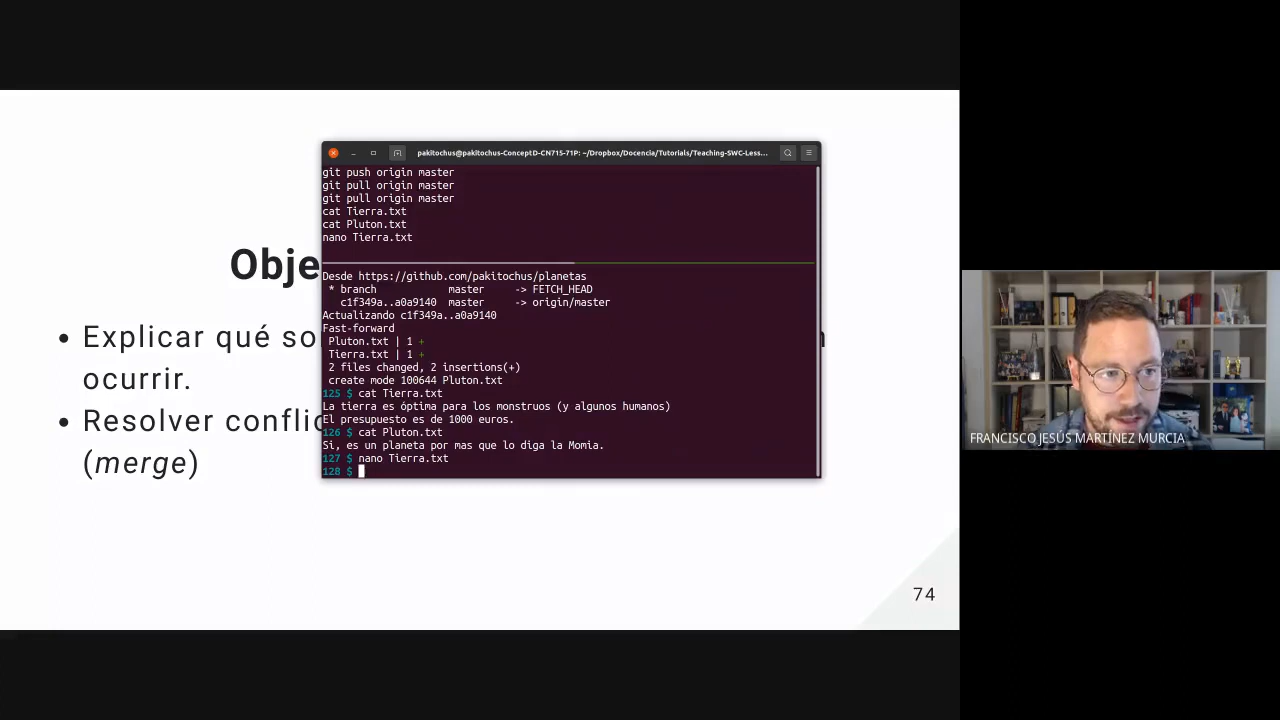 Obje
Explicar qué so
n
ocurrir.
Resolver conflic
(merge)
74
pakitochus@pakitochus-ConceptD-CN715-71P: ~/Dropbox/Docencia/Tutorials/Teaching-SWC-Less...
git push origin master
git pull origin master
git pull origin master
cat Tierra.txt
cat Pluton.txt
nano Tierra.txt
Desde https://github.com/pakitochus/planetas
* branch master -> FETCH_HEAD
c1f349a..a0a9140 master -> origin/master
Actualizando c1f349a..a0a9140
Fast-forward
Pluton.txt | 1 +
Tierra.txt | 1 +
2 files changed, 2 insertions(+)
create mode 100644 Pluton.txt
125 $ cat Tierra.txt
La tierra es óptima para los monstruos (y algunos humanos)
El presupuesto es de 1000 euros.
126 $ cat Pluton.txt
Si, es un planeta por mas que lo diga la Momia.
127 $ nano Tierra.txt
128 $
FRANCISCO JESÚS MARTÍNEZ MURCIA